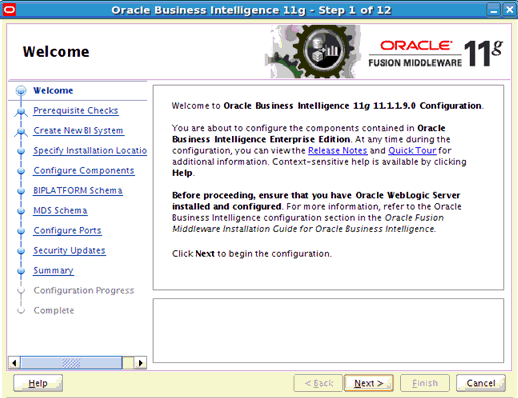 Oracle Business Intelligence 11g - Step 1 of 12
Welcome
ORACLE
FUSION MIDDLEWARE 11g
Welcome
Prerequisite Checks
Create New BI System
Specify Installation Locatio
Configure Components
BIPLATFORM Schema
MDS Schema
Configure Ports
Security Updates
Summary
Configuration Progress
Complete
Welcome to Oracle Business Intelligence 11g 11.1.1.9.0 Configuration.
You are about to configure the components contained in Oracle
Business Intelligence Enterprise Edition. At any time during the
configuration, you can view the Release Notes and Quick Tour for
additional information. Context-sensitive help is available by clicking
Help.
Before proceeding, ensure that you have Oracle WebLogic Server
installed and configured. For more information, refer to the Oracle
Business Intelligence configuration section in the Oracle Fusion
Middleware Installation Guide for Oracle Business Intelligence.
Click Next to begin the configuration.
Help
< Back
Next >
Finish
Cancel